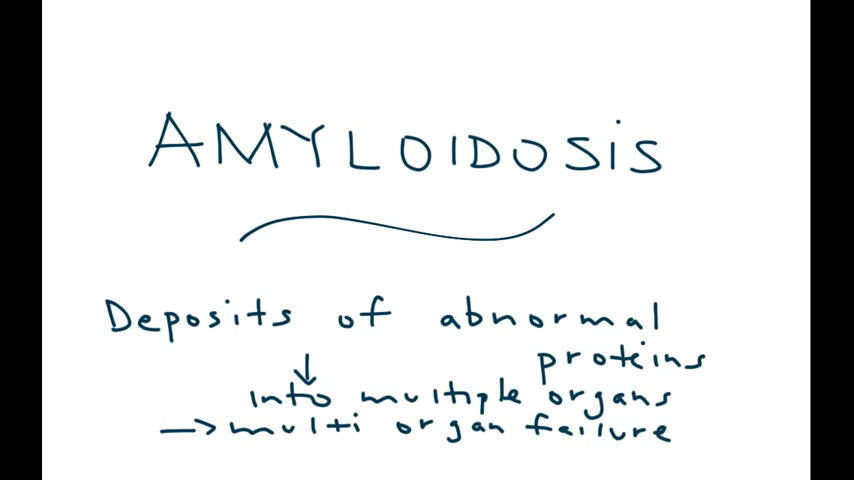 AMYLOIDOSiS
Deposits of abnormal
proteins
↓
into multiple organs
→ multi organ failure